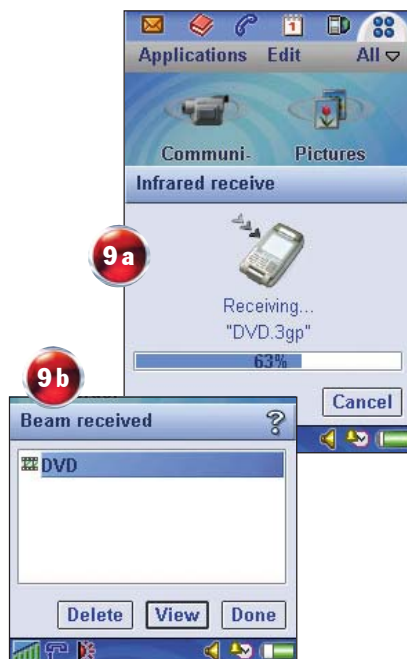 1
Applications Edit All
Communi- Pictures
Infrared receive
9a
Receiving...
"DVD.3gp"
63%
Cancel
9b
Beam received ?
DVD
Delete View Done